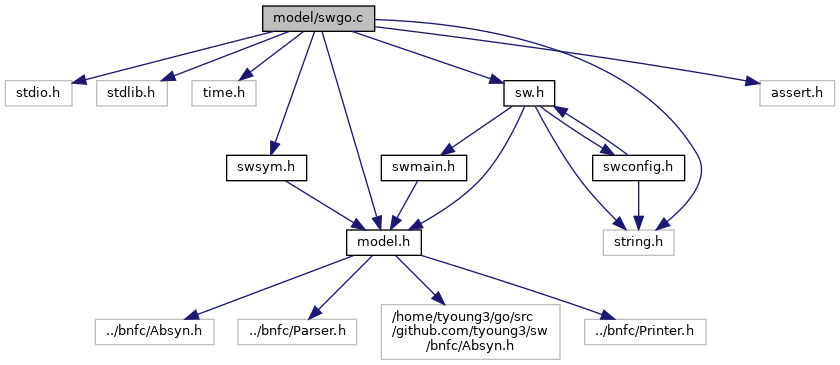 model/swgo.c
stdio.h
stdlib.h
time.h
sw.h
assert.h
swsym.h
swmain.h
swconfig.h
model.h
string.h
../bnfc/Absyn.h
../bnfc/Parser.h
/home/tyoung3/go/src
/github.com/tyoung3/sw
/bnfc/Absyn.h
../bnfc/Printer.h